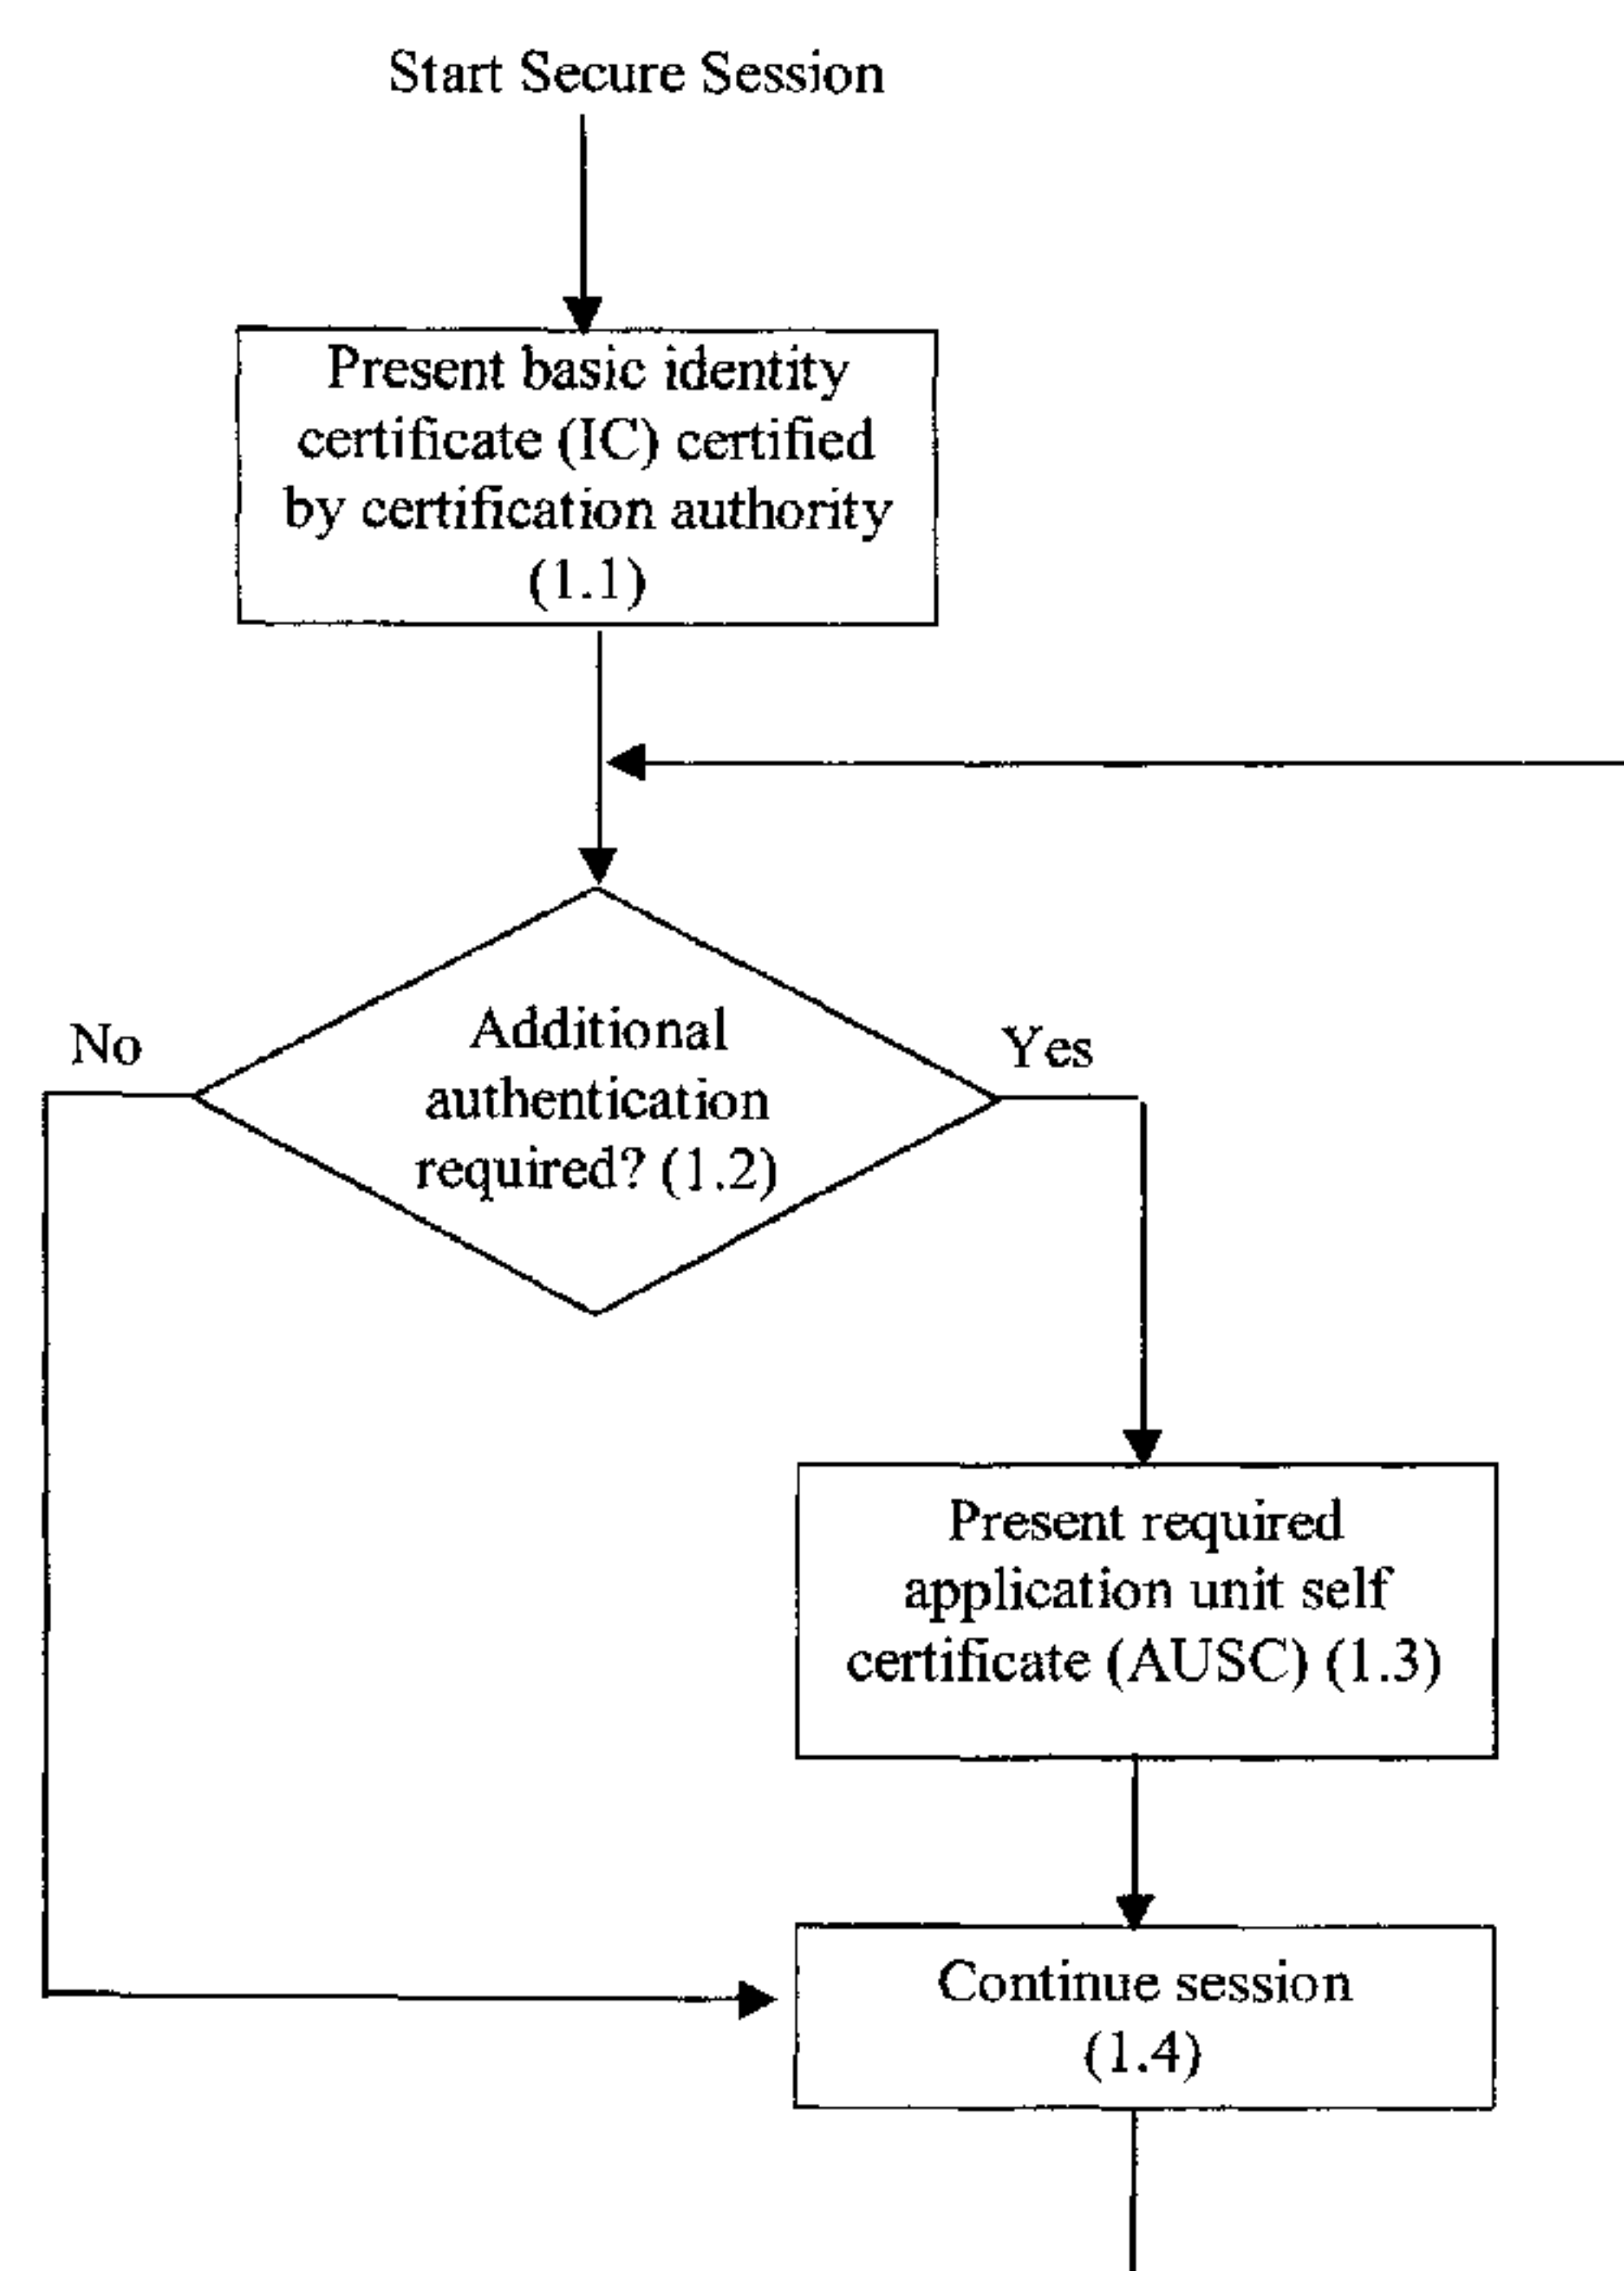 Start Secure Session
Present basic identity
certificate (IC) certified
by certification authority
(1.1)
No
Yes
Additional
authentication
required? (1.2)
Present required
application unit self
certificate (AUSC) (1.3)
Continue session
(1.4)